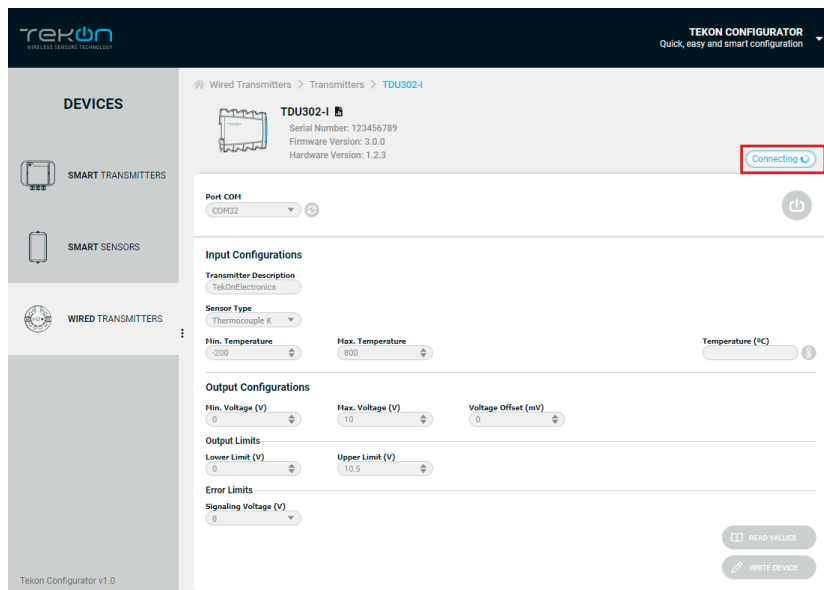 TEKON
WIRELESS SENSORS TECHNOLOGY
TEKON CONFIGURATOR
Quick, easy and smart configuration
DEVICES
SMART TRANSMITTERS
SMART SENSORS
WIRED TRANSMITTERS
Tekon Configurator v1.0
Wired Transmitters > Transmitters > TDU302-I
TDU302-I
Serial Number: 123456789
Firmware Version: 3.0.0
Hardware Version: 1.2.3
Connecting
Port COM
COM32
Input Configurations
Transmitter Description
TekOnElectronics
Sensor Type
Thermocouple K
Min. Temperature Max. Temperature Temperature (ºC)
-200 800
Output Configurations
Min. Voltage (V) Max. Voltage (V) Voltage Offset (mV)
0 10 0
Output Limits
Lower Limit (V) Upper Limit (V)
0 10.5
Error Limits
Signaling Voltage (V)
0
READ VALUES
WRITE DEVICE